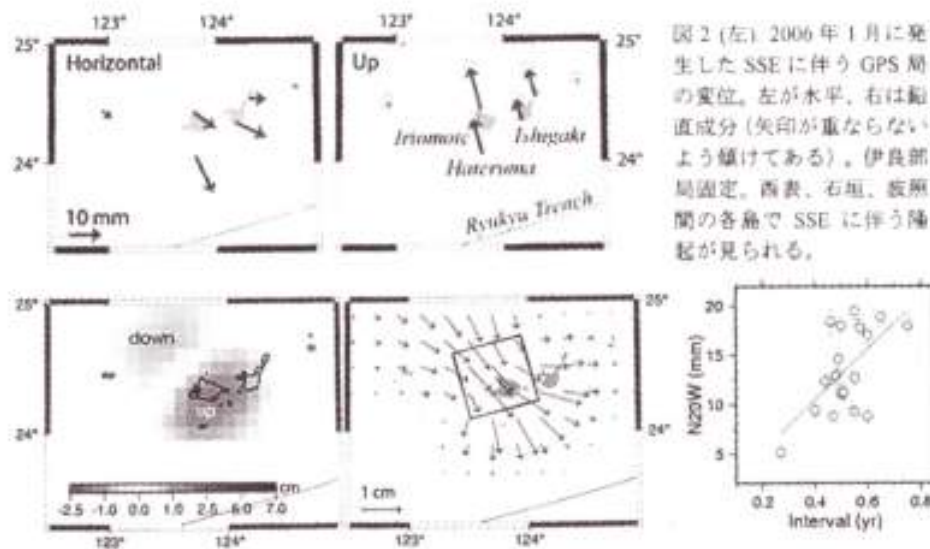 123° 124°
25°
24°
Horizontal
10 mm
123° 124°
25°
24°
Up
Iriomote
Ishigaki
Hateruma
Ryukyu Trench
図2 (左) 2006 年 1 月に発
生した SSE に伴う GPS 局
の変位。左が水平、右は鉛
直成分(矢印が重ならない
よう傾けてある)。伊良部
局固定。西表、石垣、波照
間の各島で SSE に伴う隆
起が見られる。
25°
24°
down
up
cm
-2.5 -1.0 0.0 1.0 2.5 6.0 7.0
123° 124°
25°
24°
1 cm
123° 124°
N20W (mm)
20
15
10
5
0.2 0.4 0.6 0.8
Interval (yr)